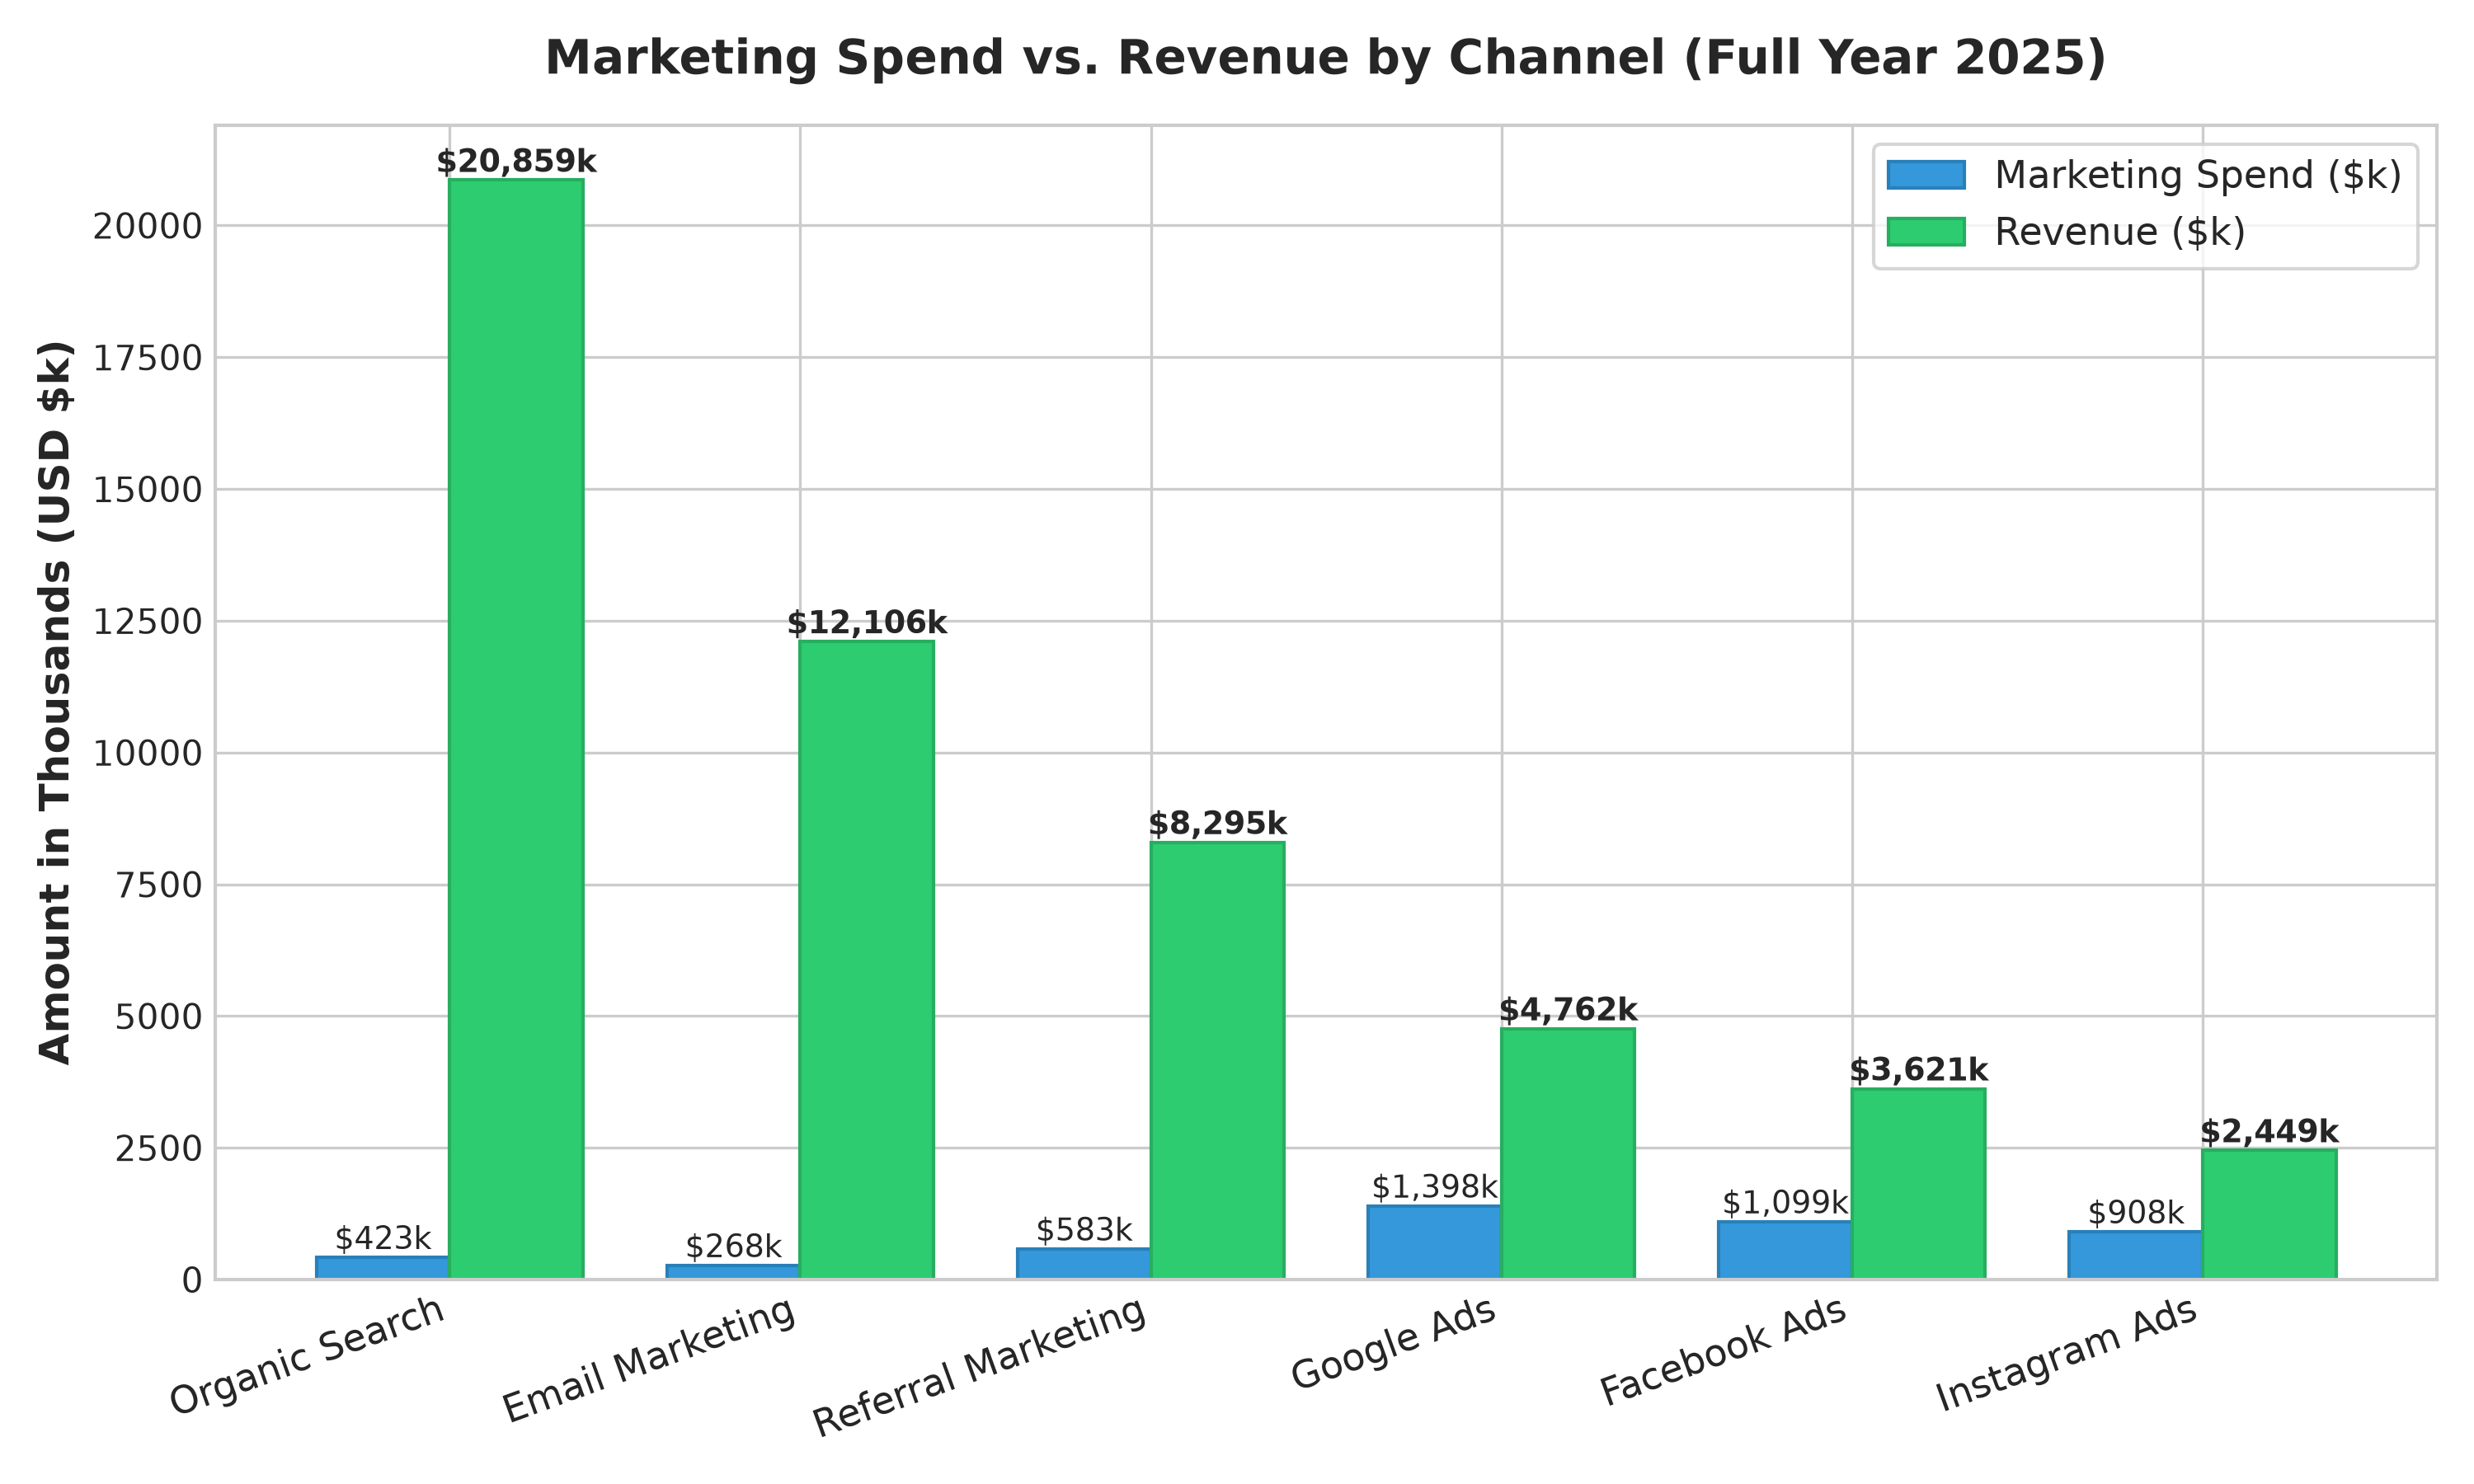 Marketing Spend vs. Revenue by Channel (Full Year 2025)
Marketing Spend ($k)
Revenue ($k)
Amount in Thousands (USD $k)
20000
17500
15000
12500
10000
7500
5000
2500
0
$423k
$20,859k
$268k
$12,106k
$583k
$8,295k
$1,398k
$4,762k
$1,099k
$3,621k
$908k
$2,449k
Organic Search
Email Marketing
Referral Marketing
Google Ads
Facebook Ads
Instagram Ads